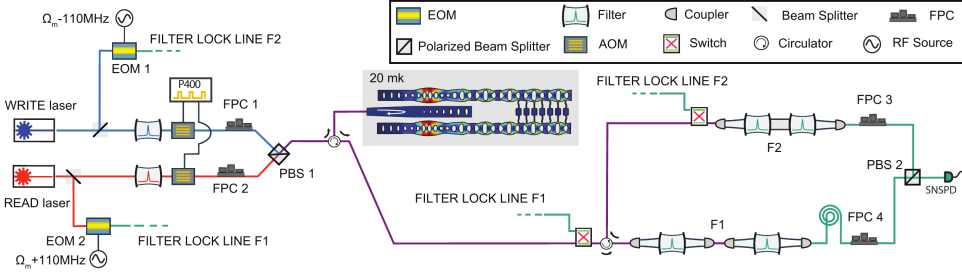 Ωm-110MHz
FILTER LOCK LINE F2
EOM 1
P400
WRITE laser
FPC 1
READ laser
FPC 2
PBS 1
EOM 2
FILTER LOCK LINE F1
Ωm+110MHz
20 mk
EOM
Filter
Coupler
Beam Splitter
FPC
Polarized Beam Splitter
AOM
Switch
Circulator
RF Source
FILTER LOCK LINE F2
FPC 3
F2
PBS 2
SNSPD
FILTER LOCK LINE F1
F1
FPC 4